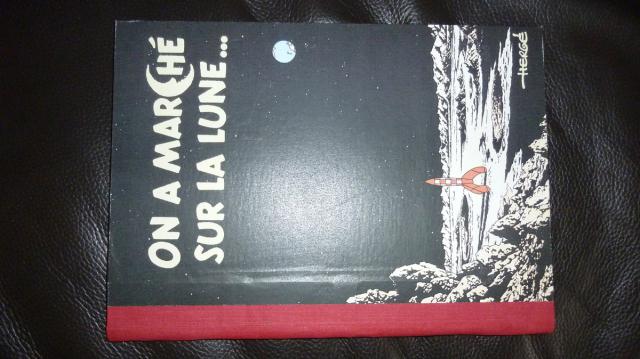 ON A MARCHÉ
SUR LA LUNE...
HERGÉ